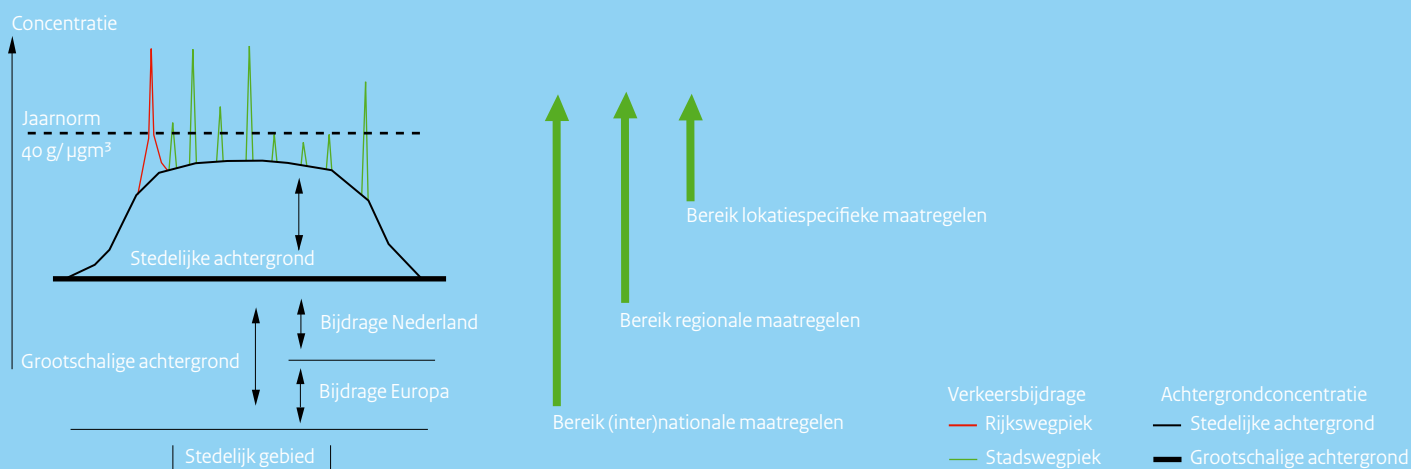 Concentratie
Jaarnorm
40 g/ µgm³
Stedelijke achtergrond
Bijdrage Nederland
Grootschalige achtergrond
Bijdrage Europa
Stedelijk gebied
Bereik lokatiespecifieke maatregelen
Bereik regionale maatregelen
Bereik (inter)nationale maatregelen
Verkeersbijdrage
Rijkswegpiek
Stadswegpiek
Achtergrondconcentratie
Stedelijke achtergrond
Grootschalige achtergrond